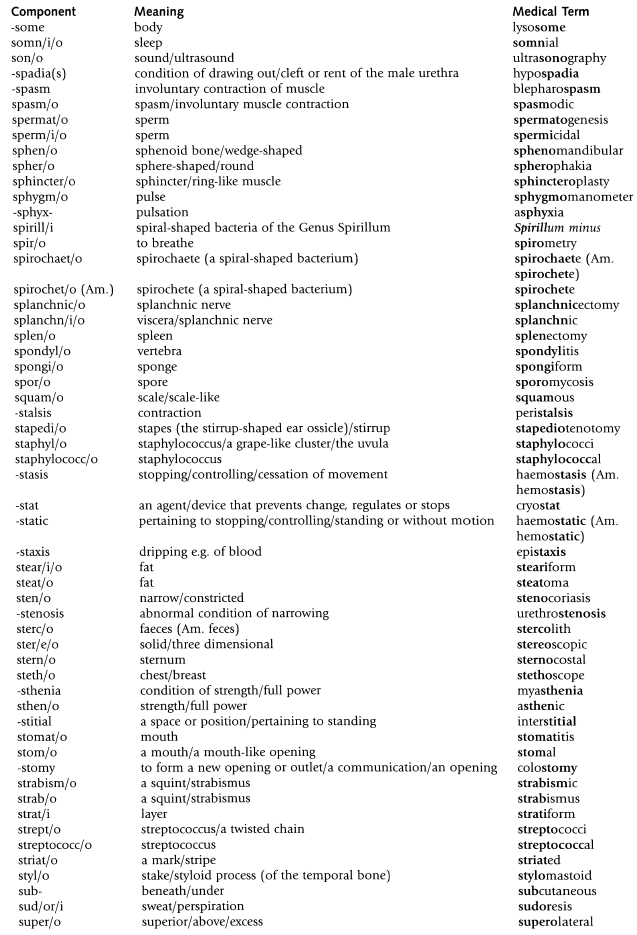 Component Meaning Medical Term
-some body lysosome
somn/i/o sleep somnial
son/o sound/ultrasound ultrasonography
-spadia(s) condition of drawing out/cleft or rent of the male urethra hypospadia
-spasm involuntary contraction of muscle blepharospasm
spasm/o spasm/involuntary muscle contraction spasmodic
spermat/o sperm spermatogenesis
sperm/i/o sperm spermicidal
sphen/o sphenoid bone/wedge-shaped sphenomandibular
spher/o sphere-shaped/round spherophakia
sphincter/o sphincter/ring-like muscle sphincteroplasty
sphygm/o pulse sphygmomanometer
-sphyx- pulsation asphyxia
spirill/i spiral-shaped bacteria of the Genus Spirillum Spirillum minus
spir/o to breathe spirometry
spirochaet/o spirochaete (a spiral-shaped bacterium) spirochaete (Am.
spirochete)
spirochet/o (Am.) spirochete (a spiral-shaped bacterium) spirochete
splanchnic/o splanchnic nerve splanchnicectomy
splanchn/i/o viscera/splanchnic nerve splanchnic
splen/o spleen splenectomy
spondyl/o vertebra spondylitis
spongi/o sponge spongiform
spor/o spore sporomycosis
squam/o scale/scale-like squamous
-stalsis contraction peristalsis
stapedi/o stapes (the stirrup-shaped ear ossicle)/stirrup stapediotenotomy
staphyl/o staphylococcus/a grape-like cluster/the uvula staphylococci
staphylococc/o staphylococcus staphylococcal
-stasis stopping/controlling/cessation of movement haemostasis (Am.
hemostasis)
-stat an agent/device that prevents change, regulates or stops cryostat
-static pertaining to stopping/controlling/standing or without motion haemostatic (Am.
hemostatic)
-staxis dripping e.g. of blood epistaxis
stear/i/o fat steariform
steat/o fat steatoma
sten/o narrow/constricted stenocoriasis
-stenosis abnormal condition of narrowing urethrostenosis
sterc/o faeces (Am. feces) stercolith
ster/e/o solid/three dimensional stereoscopic
stern/o sternum sternocostal
steth/o chest/breast stethoscope
-sthenia condition of strength/full power myasthenia
sthen/o strength/full power asthenic
-stitial a space or position/pertaining to standing interstitial
stomat/o mouth stomatitis
stom/o a mouth/a mouth-like opening stomal
-stomy to form a new opening or outlet/a communication/an opening colostomy
strabism/o a squint/strabismus strabismic
strab/o a squint/strabismus strabismus
strat/i layer stratiform
strept/o streptococcus/a twisted chain streptococci
streptococc/o streptococcus streptococcal
striat/o a mark/stripe striated
styl/o stake/styloid process (of the temporal bone) stylomastoid
sub- beneath/under subcutaneous
sud/or/i sweat/perspiration sudoresis
super/o superior/above/excess superolateral